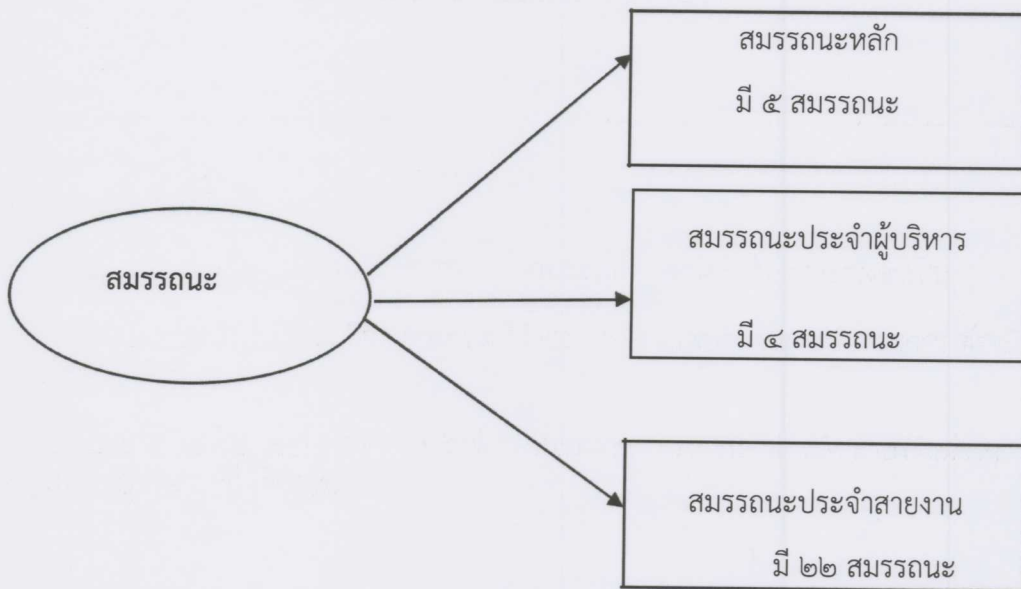 สมรรถนะหลัก
มี ๕ สมรรถนะ
สมรรถนะประจำผู้บริหาร
มี ๔ สมรรถนะ
สมรรถนะ
สมรรถนะประจำสายงาน
มี ๒๒ สมรรถนะ